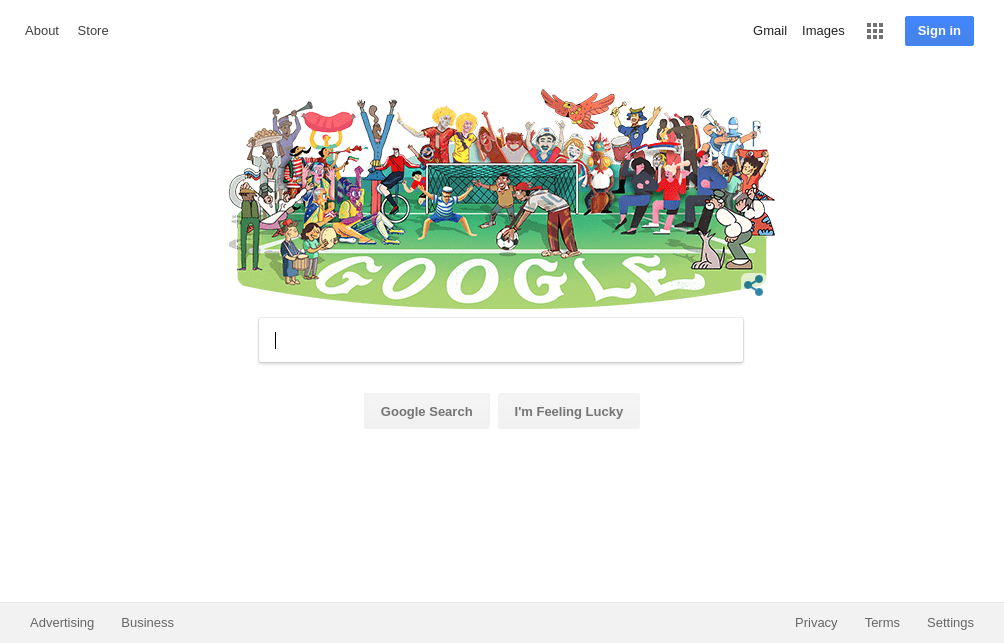 About Store Gmail Images Sign in
GOOGLE
Google Search I'm Feeling Lucky
Advertising Business Privacy Terms Settings